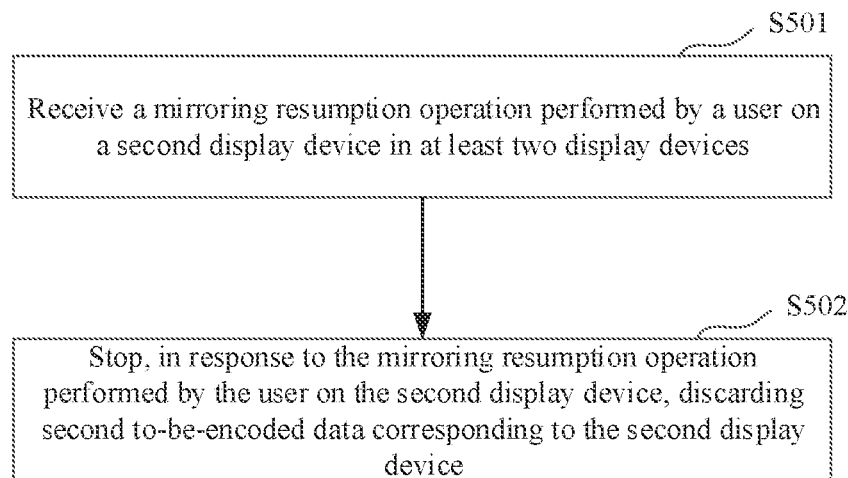 S501
Receive a mirroring resumption operation performed by a user on
a second display device in at least two display devices
S502
Stop, in response to the mirroring resumption operation
performed by the user on the second display device, discarding
second to-be-encoded data corresponding to the second display
device